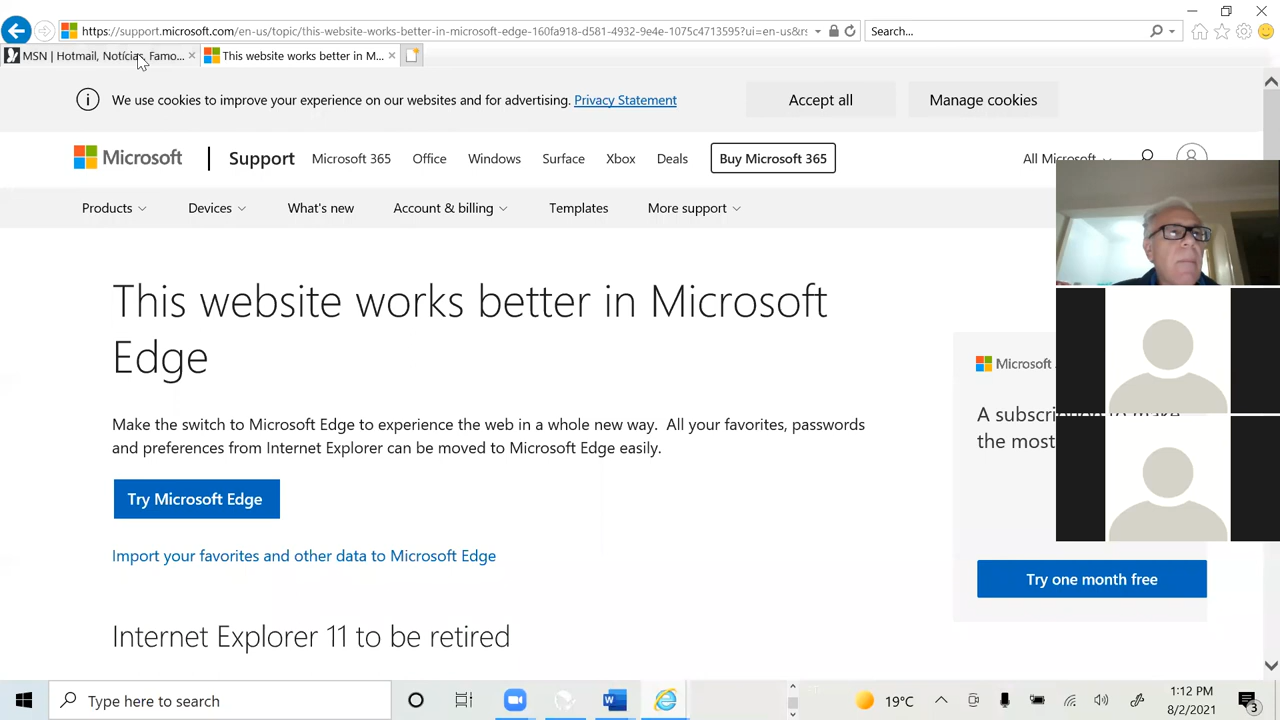 https://support.microsoft.com/en-us/topic/this-website-works-better-in-microsoft-edge-160fa918-d581-4932-9e4e-1075c4713595?ui=en-us&rs
Search...
MSN | Hotmail, Notícias, Famo...
This website works better in M...
We use cookies to improve your experience on our websites and for advertising. Privacy Statement
Accept all
Manage cookies
Microsoft
Support
Microsoft 365
Office
Windows
Surface
Xbox
Deals
Buy Microsoft 365
All Microsoft
Products
Devices
What's new
Account & billing
Templates
More support
This website works better in Microsoft
Edge
Make the switch to Microsoft Edge to experience the web in a whole new way. All your favorites, passwords
and preferences from Internet Explorer can be moved to Microsoft Edge easily.
Try Microsoft Edge
Import your favorites and other data to Microsoft Edge
Internet Explorer 11 to be retired
Microsoft
A subscription to make
the most
Try one month free
Type here to search
19°C
1:12 PM
8/2/2021
3